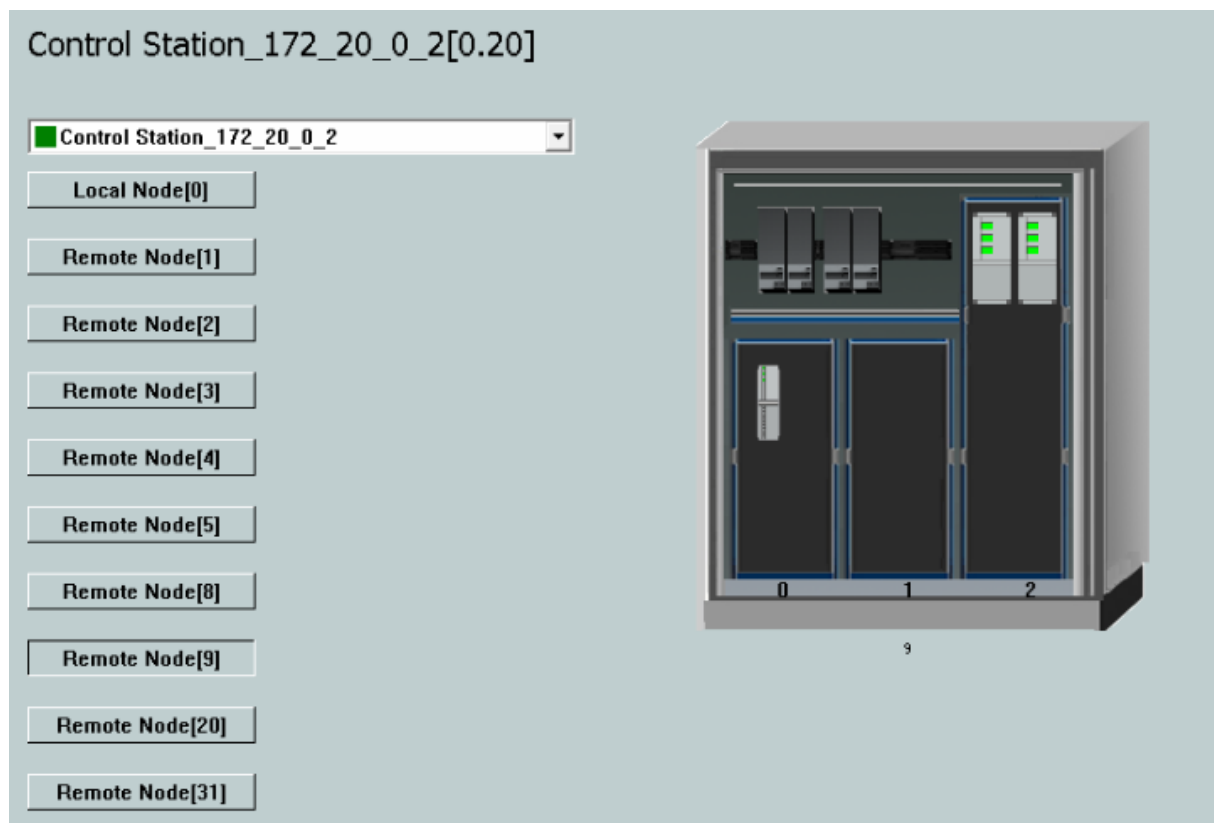 Control Station_172_20_0_2[0.20]
Control Station_172_20_0_2
Local Node[0]
Remote Node[1]
Remote Node[2]
Remote Node[3]
Remote Node[4]
Remote Node[5]
Remote Node[8]
Remote Node[9]
Remote Node[20]
Remote Node[31]
0 1 2
9